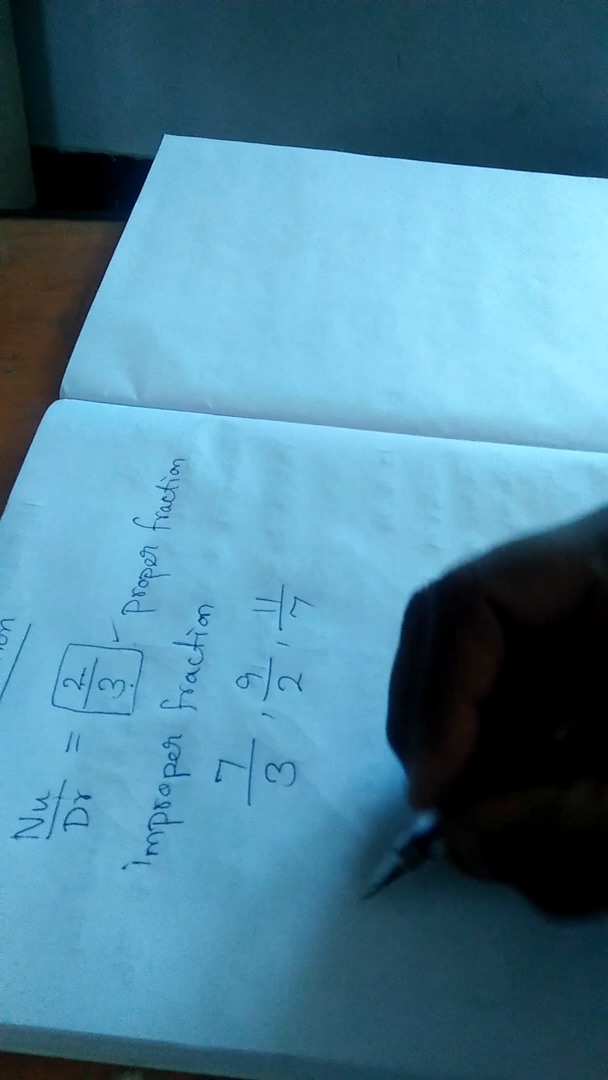 Nu/Dr = 2/3 - proper fraction
improper fraction
7/3, 9/2, 11/7